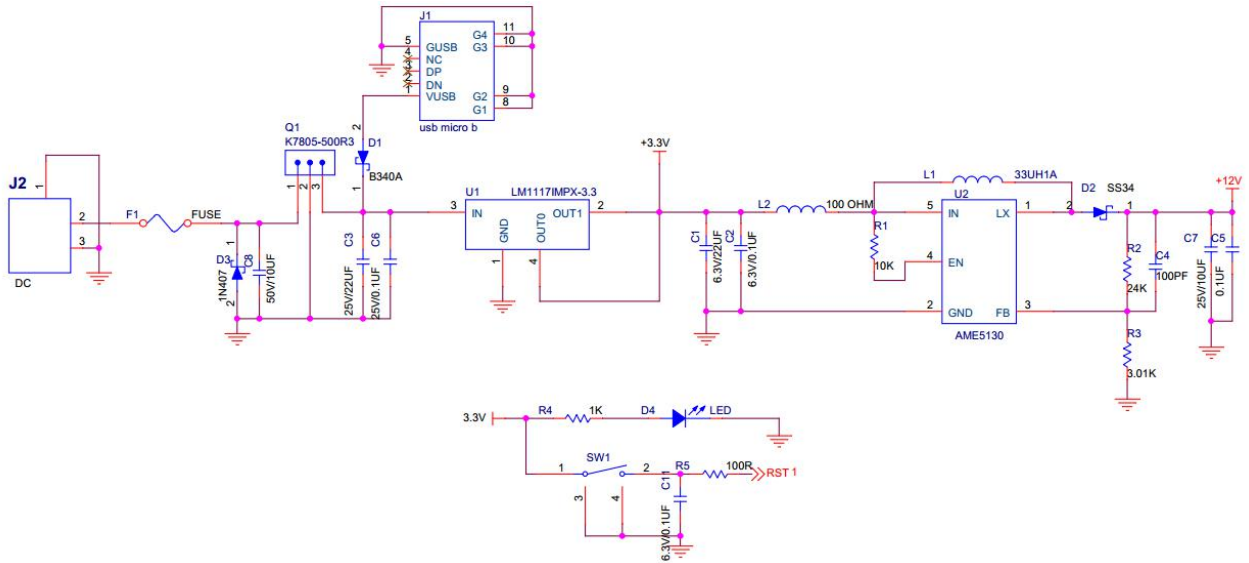 J1
5 GUSB G4 11
4 NC G3 10
3 DP
2 DN
1 VUSB G2 9
G1 8
usb micro b
Q1
K7805-500R3
1 2 3
2
D1
B340A
1
J2
1
2
3
DC
F1 FUSE
1
D3
1N407
2
C8
50V/10UF
C3
25V/22UF
C6
25V/0.1UF
U1 LM1117IMPX-3.3
3 IN OUT1 2
GND OUT0
1 4
+3.3V
C1
6.3V/22UF
C2
6.3V/0.1UF
L2 100 OHM
L1 33UH1A
U2
5 IN LX 1
4 EN
2 GND FB 3
AME5130
R1
10K
D2 SS34
2 1
+12V
R2
24K
C4
100PF
C7
25V/10UF
C5
0.1UF
R3
3.01K
3.3V
R4 1K D4 LED
SW1
1 2
3 4
R5 100R RST 1
C11
6.3V/0.1UF